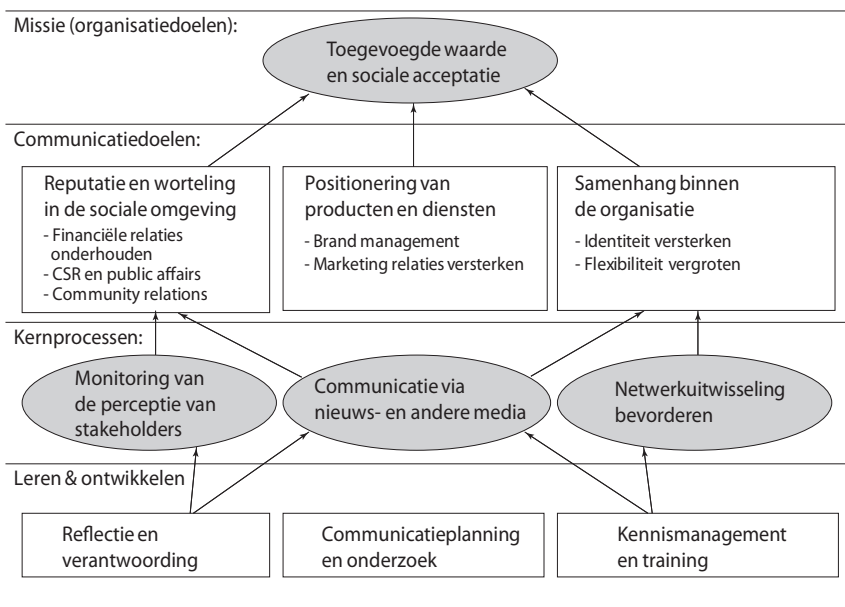 Missie (organisatiedoelen):
Toegevoegde waarde
en sociale acceptatie
Communicatiedoelen:
Reputatie en worteling
in de sociale omgeving
- Financiële relaties
onderhouden
- CSR en public affairs
- Community relations
Positionering van
producten en diensten
- Brand management
- Marketing relaties versterken
Samenhang binnen
de organisatie
- Identiteit versterken
- Flexibiliteit vergroten
Kernprocessen:
Monitoring van
de perceptie van
stakeholders
Communicatie via
nieuws- en andere media
Netwerkuitwisseling
bevorderen
Leren & ontwikkelen
Reflectie en
verantwoording
Communicatieplanning
en onderzoek
Kennismanagement
en training